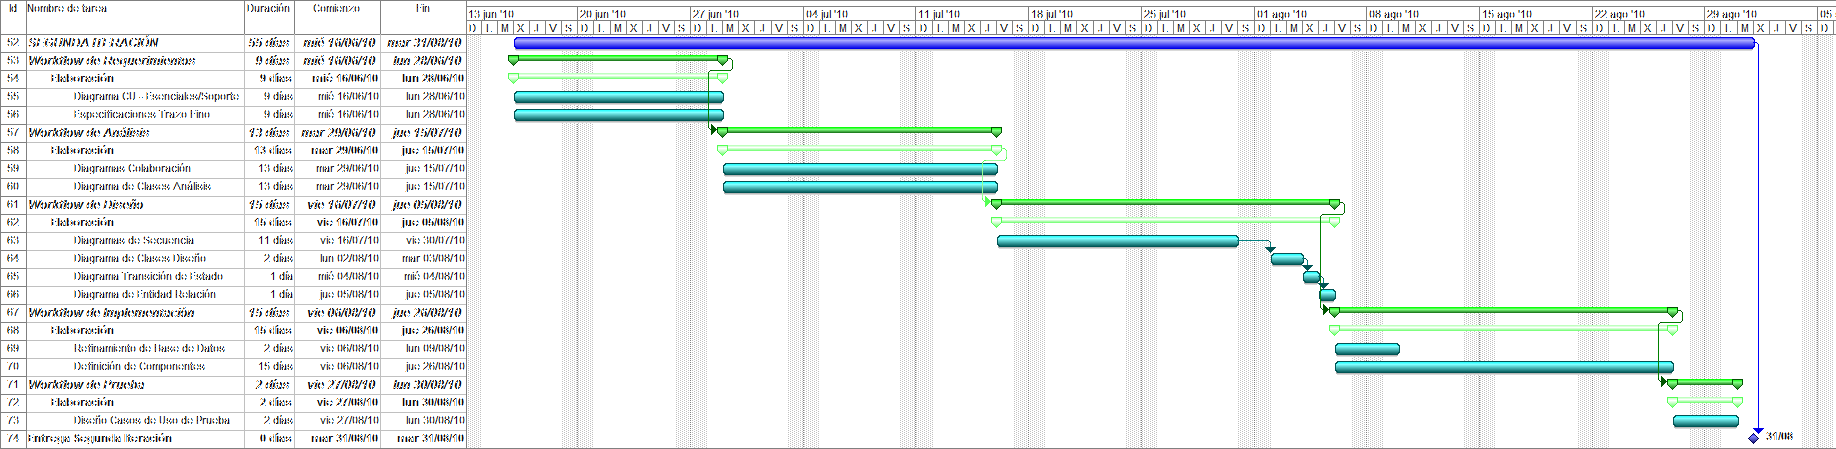 Id Nombre de tarea Duración Comienzo Fin
13 jun '10 20 jun '10 27 jun '10 04 jul '10 11 jul '10 18 jul '10 25 jul '10 01 ago '10 08 ago '10 15 ago '10 22 ago '10 29 ago '10 05
D L M X J V S D L M X J V S D L M X J V S D L M X J V S D L M X J V S D L M X J V S D L M X J V S D L M X J V S D L M X J V S D L M X J V S D L M X J V S D L M X J V S D
52 SEGUNDA ITERACIÓN 55 días mié 16/06/10 mar 31/08/10
53 Workflow de Requerimientos 9 días mié 16/06/10 lun 28/06/10
54 Elaboración 9 días mié 16/06/10 lun 28/06/10
55 Diagrama CU - Esenciales/Soporte 9 días mié 16/06/10 lun 28/06/10
56 Especificaciones Trazo Fino 9 días mié 16/06/10 lun 28/06/10
57 Workflow de Análisis 13 días mar 29/06/10 jue 15/07/10
58 Elaboración 13 días mar 29/06/10 jue 15/07/10
59 Diagramas Colaboración 13 días mar 29/06/10 jue 15/07/10
60 Diagrama de Clases Análisis 13 días mar 29/06/10 jue 15/07/10
61 Workflow de Diseño 15 días vie 16/07/10 jue 05/08/10
62 Elaboración 15 días vie 16/07/10 jue 05/08/10
63 Diagramas de Secuencia 11 días vie 16/07/10 vie 30/07/10
64 Diagrama de Clases Diseño 2 días lun 02/08/10 mar 03/08/10
65 Diagrama Transición de Estado 1 día mié 04/08/10 mié 04/08/10
66 Diagrama de Entidad Relación 1 día jue 05/08/10 jue 05/08/10
67 Workflow de Implementación 15 días vie 06/08/10 jue 26/08/10
68 Elaboración 15 días vie 06/08/10 jue 26/08/10
69 Refinamiento de Base de Datos 2 días vie 06/08/10 lun 09/08/10
70 Definición de Componentes 15 días vie 06/08/10 jue 26/08/10
71 Workflow de Prueba 2 días vie 27/08/10 lun 30/08/10
72 Elaboración 2 días vie 27/08/10 lun 30/08/10
73 Diseño Casos de Uso de Prueba 2 días vie 27/08/10 lun 30/08/10
74 Entrega Segunda Iteración 0 días mar 31/08/10 mar 31/08/10 31/08